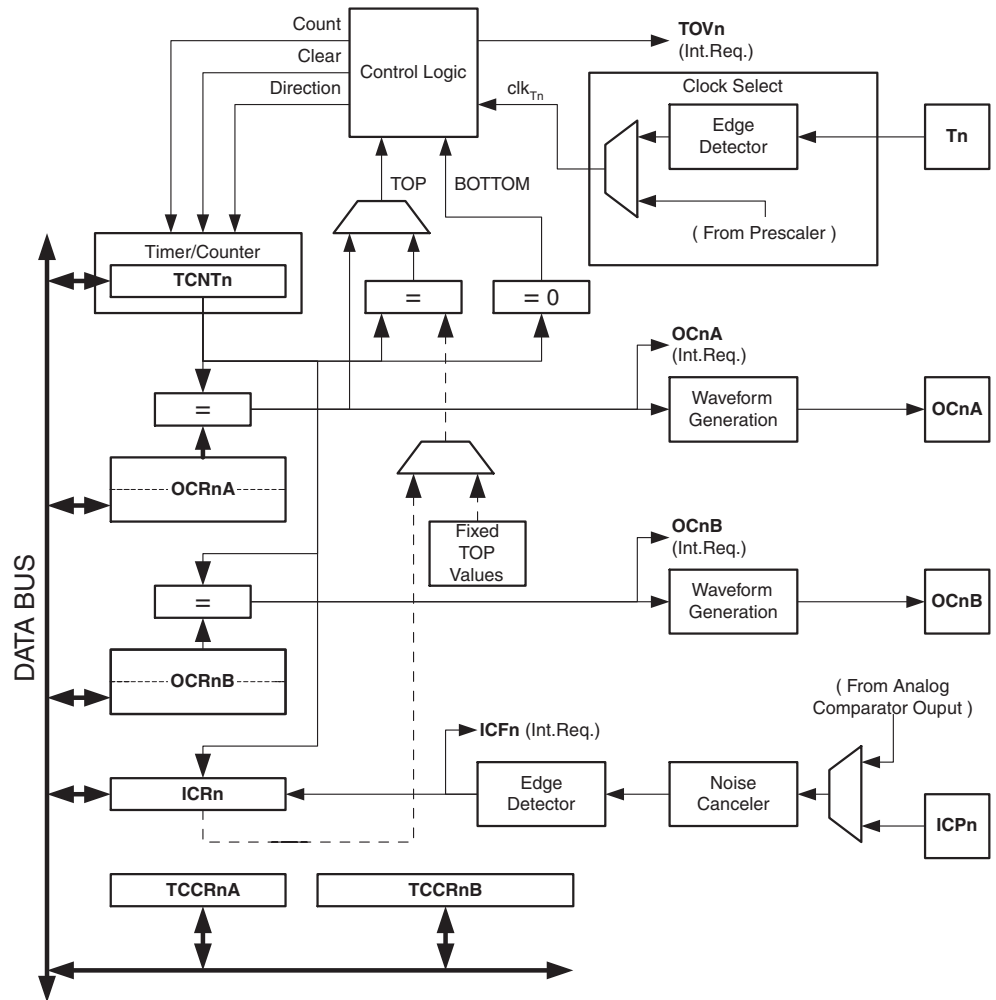 Count
Clear
Direction
Control Logic
TOVn
(Int.Req.)
clkTn
Clock Select
Edge
Detector
Tn
( From Prescaler )
TOP
BOTTOM
Timer/Counter
TCNTn
=
= 0
OCnA
(Int.Req.)
=
Waveform
Generation
OCnA
OCRnA
Fixed
TOP
Values
OCnB
(Int.Req.)
=
Waveform
Generation
OCnB
DATA BUS
OCRnB
( From Analog
Comparator Ouput )
ICFn (Int.Req.)
ICRn
Edge
Detector
Noise
Canceler
ICPn
TCCRnA
TCCRnB